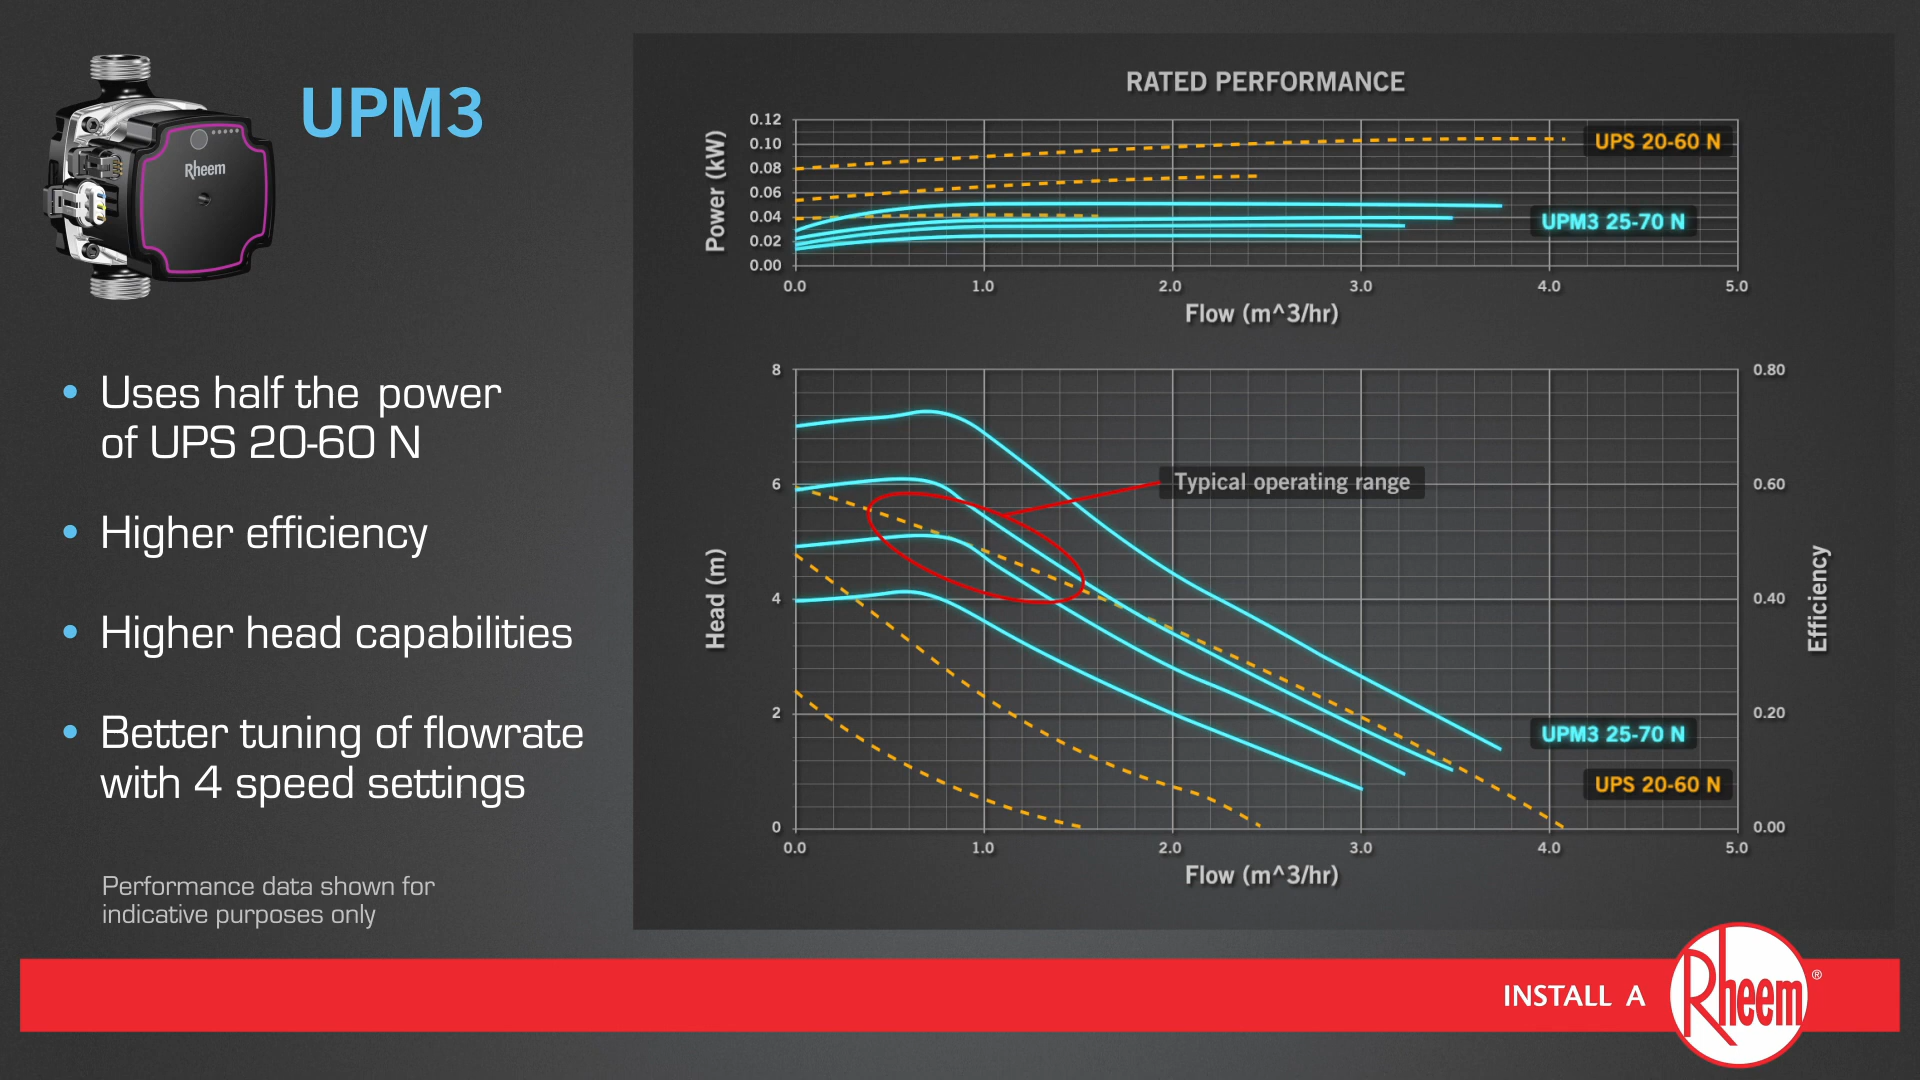 UPM3
Rheem
• Uses half the power
of UPS 20-60 N
• Higher efficiency
• Higher head capabilities
• Better tuning of flowrate
with 4 speed settings
Performance data shown for
indicative purposes only
RATED PERFORMANCE
Power (kW)
0.12
0.10
0.08
0.06
0.04
0.02
0.00
UPS 20-60 N
UPM3 25-70 N
0.0 1.0 2.0 3.0 4.0 5.0
Flow (m^3/hr)
Head (m)
8
6
4
2
0
Typical operating range
0.80
0.60
0.40
0.20
0.00
Efficiency
UPM3 25-70 N
UPS 20-60 N
0.0 1.0 2.0 3.0 4.0 5.0
Flow (m^3/hr)
INSTALL A Rheem®